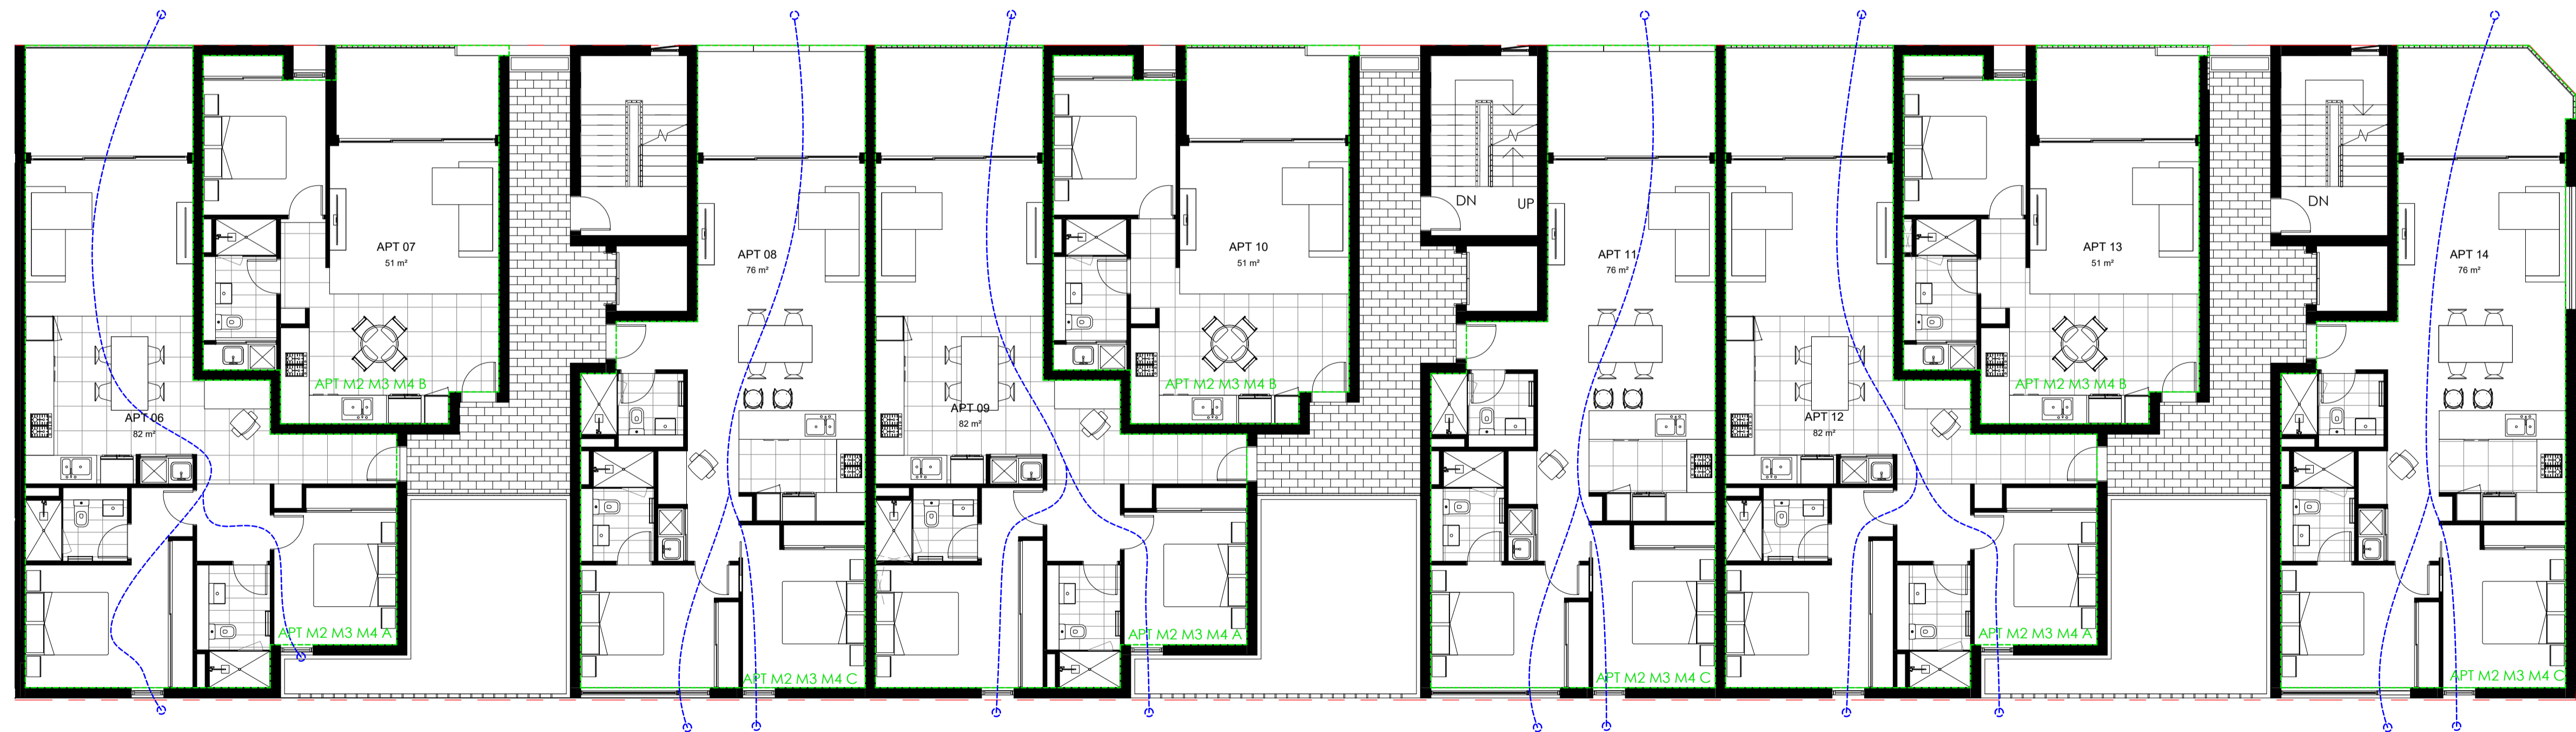 DN
UP
DN
APT 07
51 m²
APT 08
76 m²
APT 10
51 m²
APT 11
76 m²
APT 13
51 m²
APT 14
76 m²
APT M2 M3 M4 B
APT M2 M3 M4 B
APT M2 M3 M4 B
APT 06
82 m²
APT 09
82 m²
APT 12
82 m²
APT M2 M3 M4 A
APT M2 M3 M4 A
APT M2 M3 M4 A
APT M2 M3 M4 C
APT M2 M3 M4 C
APT M2 M3 M4 C